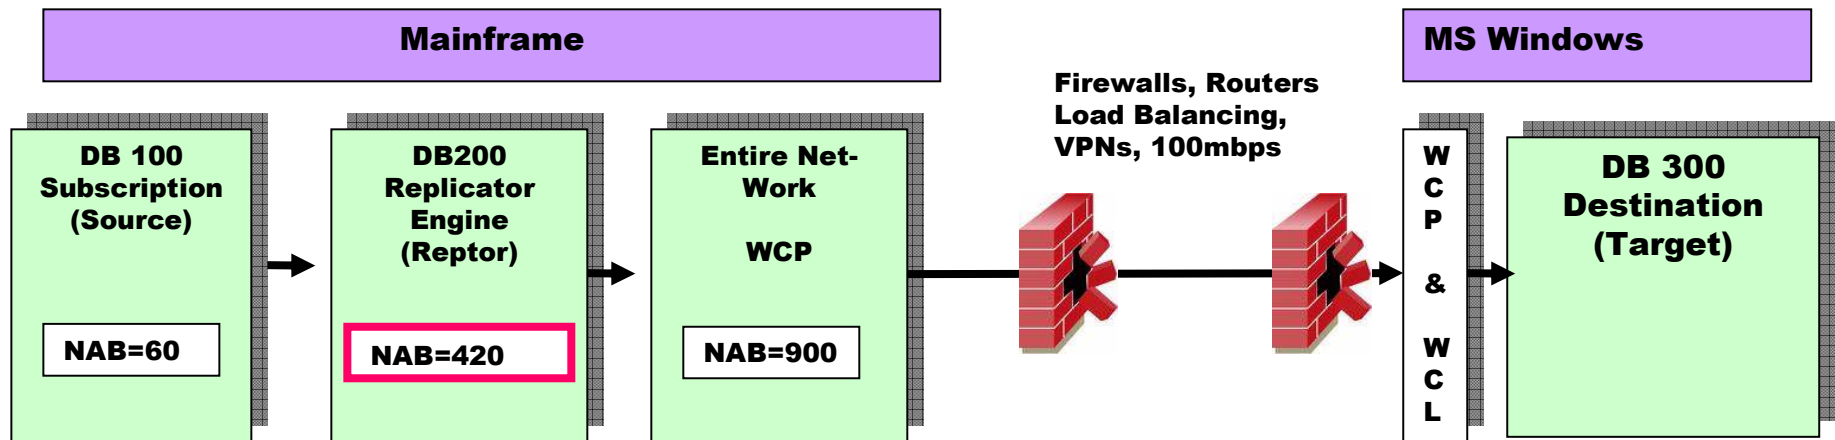 Mainframe
MS Windows
Firewalls, Routers
Load Balancing,
VPNs, 100mbps
DB 100
Subscription
(Source)
NAB=60
DB200
Replicator
Engine
(Reptor)
NAB=420
Entire Net-
Work
WCP
NAB=900
W
C
P
&
W
C
L
DB 300
Destination
(Target)